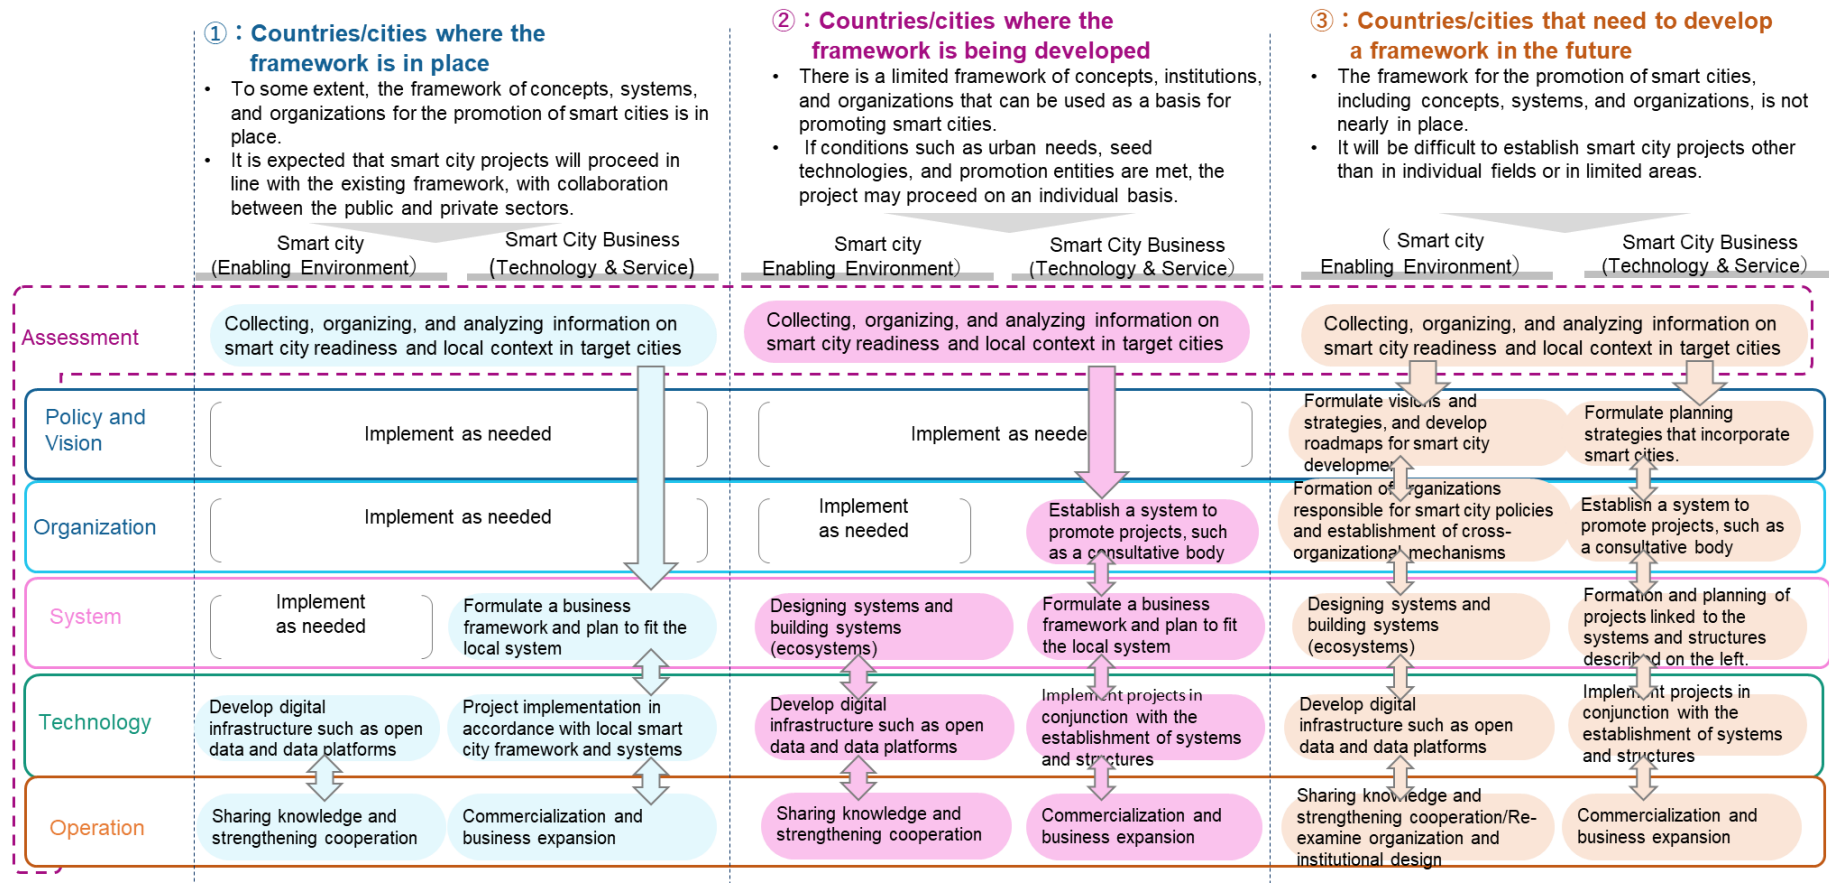 ①：Countries/cities where the
framework is in place
• To some extent, the framework of concepts, systems,
and organizations for the promotion of smart cities is in
place.
• It is expected that smart city projects will proceed in
line with the existing framework, with collaboration
between the public and private sectors.
②：Countries/cities where the
framework is being developed
• There is a limited framework of concepts, institutions,
and organizations that can be used as a basis for
promoting smart cities.
• If conditions such as urban needs, seed
technologies, and promotion entities are met, the
project may proceed on an individual basis.
③：Countries/cities that need to develop
a framework in the future
• The framework for the promotion of smart cities,
including concepts, systems, and organizations, is not
nearly in place.
• It will be difficult to establish smart city projects other
than in individual fields or in limited areas.
Smart city
(Enabling Environment）
Smart City Business
(Technology & Service)
Smart city
Enabling Environment）
Smart City Business
(Technology & Service）
（ Smart city
Enabling Environment）
Smart City Business
(Technology & Service）
Assessment
Collecting, organizing, and analyzing information on
smart city readiness and local context in target cities
Collecting, organizing, and analyzing information on
smart city readiness and local context in target cities
Collecting, organizing, and analyzing information on
smart city readiness and local context in target cities
Policy and
Vision
Implement as needed
Implement as neede
Formulate visions and
strategies, and develop
roadmaps for smart city
development
Formulate planning
strategies that incorporate
smart cities.
Organization
Implement as needed
Implement
as needed
Establish a system to
promote projects, such
as a consultative body
Formation of organizations
responsible for smart city policies
and establishment of cross-
organizational mechanisms
Establish a system to
promote projects, such as
a consultative body
System
Implement
as needed
Formulate a business
framework and plan to fit the
local system
Designing systems and
building systems
(ecosystems)
Formulate a business
framework and plan to fit
the local system
Designing systems and
building systems
(ecosystems)
Formation and planning of
projects linked to the
systems and structures
described on the left.
Technology
Develop digital
infrastructure such as open
data and data platforms
Project implementation in
accordance with local smart
city framework and systems
Develop digital
infrastructure such as open
data and data platforms
Implement projects in
conjunction with the
establishment of systems
and structures
Develop digital
infrastructure such as open
data and data platforms
Implement projects in
conjunction with the
establishment of systems
and structures
Operation
Sharing knowledge and
strengthening cooperation
Commercialization and
business expansion
Sharing knowledge and
strengthening cooperation
Commercialization and
business expansion
Sharing knowledge and
strengthening cooperation/Re-
examine organization and
institutional design
Commercialization and
business expansion